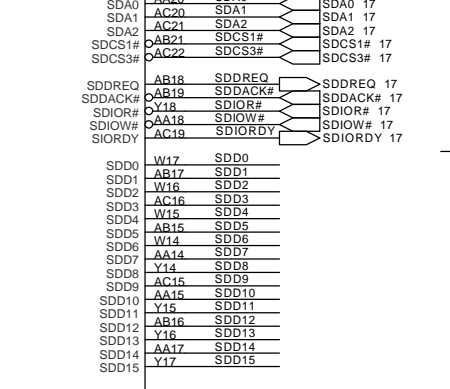 SDA0 SDA0 17
SDA1 AC20 SDA1 SDA1 17
SDA2 AC21 SDA2 SDA2 17
SDCS1# AB21 SDCS1# SDCS1# 17
SDCS3# AC22 SDCS3# SDCS3# 17
SDDREQ AB18 SDDREQ SDDREQ 17
SDDACK# AB19 SDDACK# SDDACK# 17
SDIOR# Y18 SDIOR# SDIOR# 17
SDIOW# AA18 SDIOW# SDIOW# 17
SIORDY AC19 SDIORDY SDIORDY 17
SDD0 W17 SDD0
SDD1 AB17 SDD1
SDD2 W16 SDD2
SDD3 AC16 SDD3
SDD4 W15 SDD4
SDD5 AB15 SDD5
SDD6 W14 SDD6
SDD7 AA14 SDD7
SDD8 Y14 SDD8
SDD9 AC15 SDD9
SDD10 AA15 SDD10
SDD11 Y15 SDD11
SDD12 AB16 SDD12
SDD13 Y16 SDD13
SDD14 AA17 SDD14
SDD15 Y17 SDD15